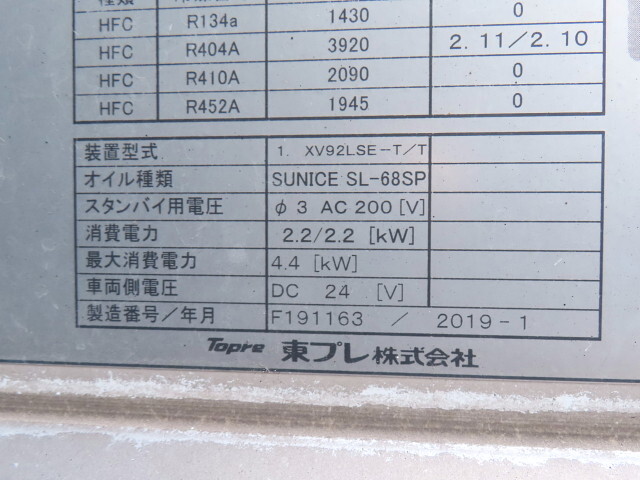 種類
HFC R134a 1430 0
HFC R404A 3920 2.11/2.10
HFC R410A 2090 0
HFC R452A 1945 0
装置型式 1. XV92LSE-T/T
オイル種類 SUNICE SL-68SP
スタンバイ用電圧 φ3 AC 200 [V]
消費電力 2.2/2.2 [kW]
最大消費電力 4.4 [kW]
車両側電圧 DC 24 [V]
製造番号/年月 F191163 / 2019-1
Topre 東プレ株式会社